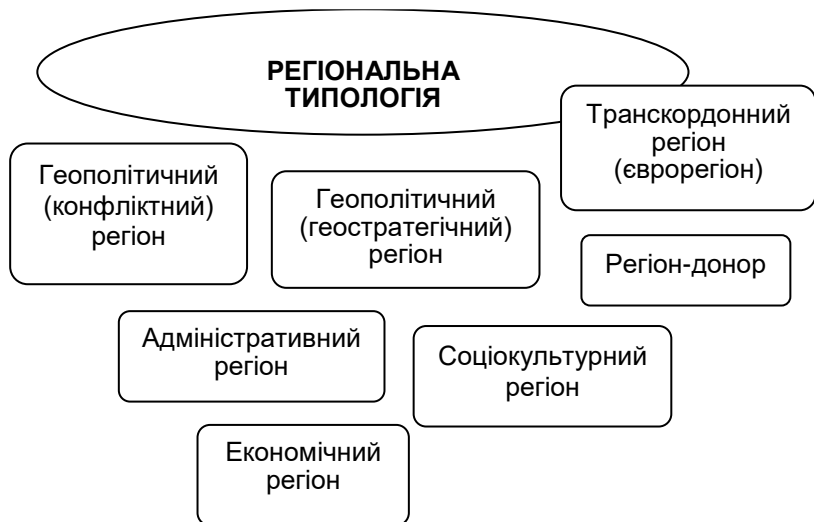 РЕГІОНАЛЬНА
ТИПОЛОГІЯ
Транскордонний
регіон
(єврорегіон)
Геополітичний
(конфліктний)
регіон
Геополітичний
(геостратегічний)
регіон
Регіон-донор
Адміністративний
регіон
Соціокультурний
регіон
Економічний
регіон